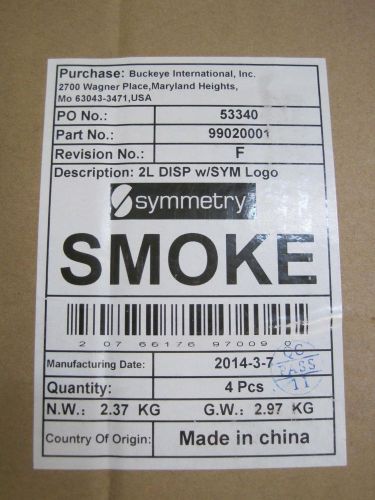 Purchase: Buckeye International, Inc.
2700 Wagner Place,Maryland Heights,
Mo 63043-3471,USA
PO No.: 53340
Part No.: 99020001
Revision No.: F
Description: 2L DISP w/SYM Logo
symmetry
SMOKE
2 07 66176 97009 0
Manufacturing Date: 2014-3-7
QC
PASS
11
Quantity: 4 Pcs
N.W.: 2.37 KG G.W.: 2.97 KG
Country Of Origin: Made in china